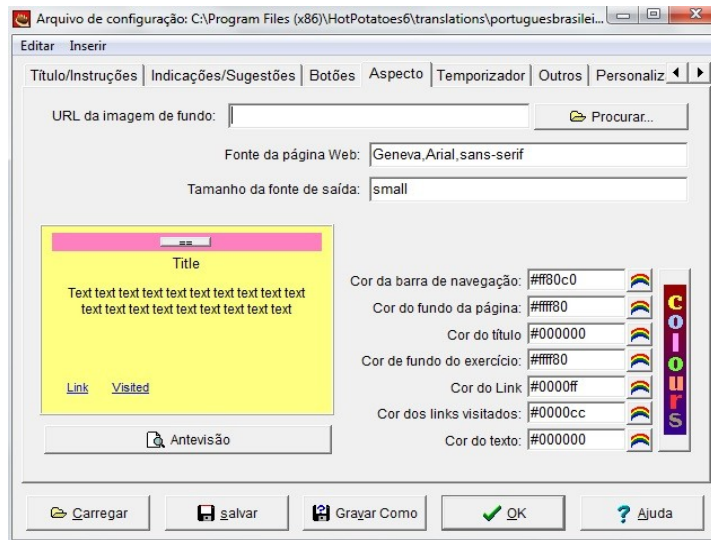 Arquivo de configuração: C:\Program Files (x86)\HotPotatoes6\translations\portuguesbrasilei...
Editar Inserir
Título/Instruções Indicações/Sugestões Botões Aspecto Temporizador Outros Personaliz
URL da imagem de fundo: Procurar...
Fonte da página Web: Geneva,Arial,sans-serif
Tamanho da fonte de saída: small
==
Title
Text text text text text text text text text text
text text text text text text text text text
Link Visited
Antevisão
Cor da barra de navegação: #ff80c0
Cor do fundo da página: #ffff80
Cor do título #000000
Cor de fundo do exercício: #ffff80
Cor do Link #0000ff
Cor dos links visitados: #0000cc
Cor do texto: #000000
colours
Carregar salvar Gravar Como OK Ajuda